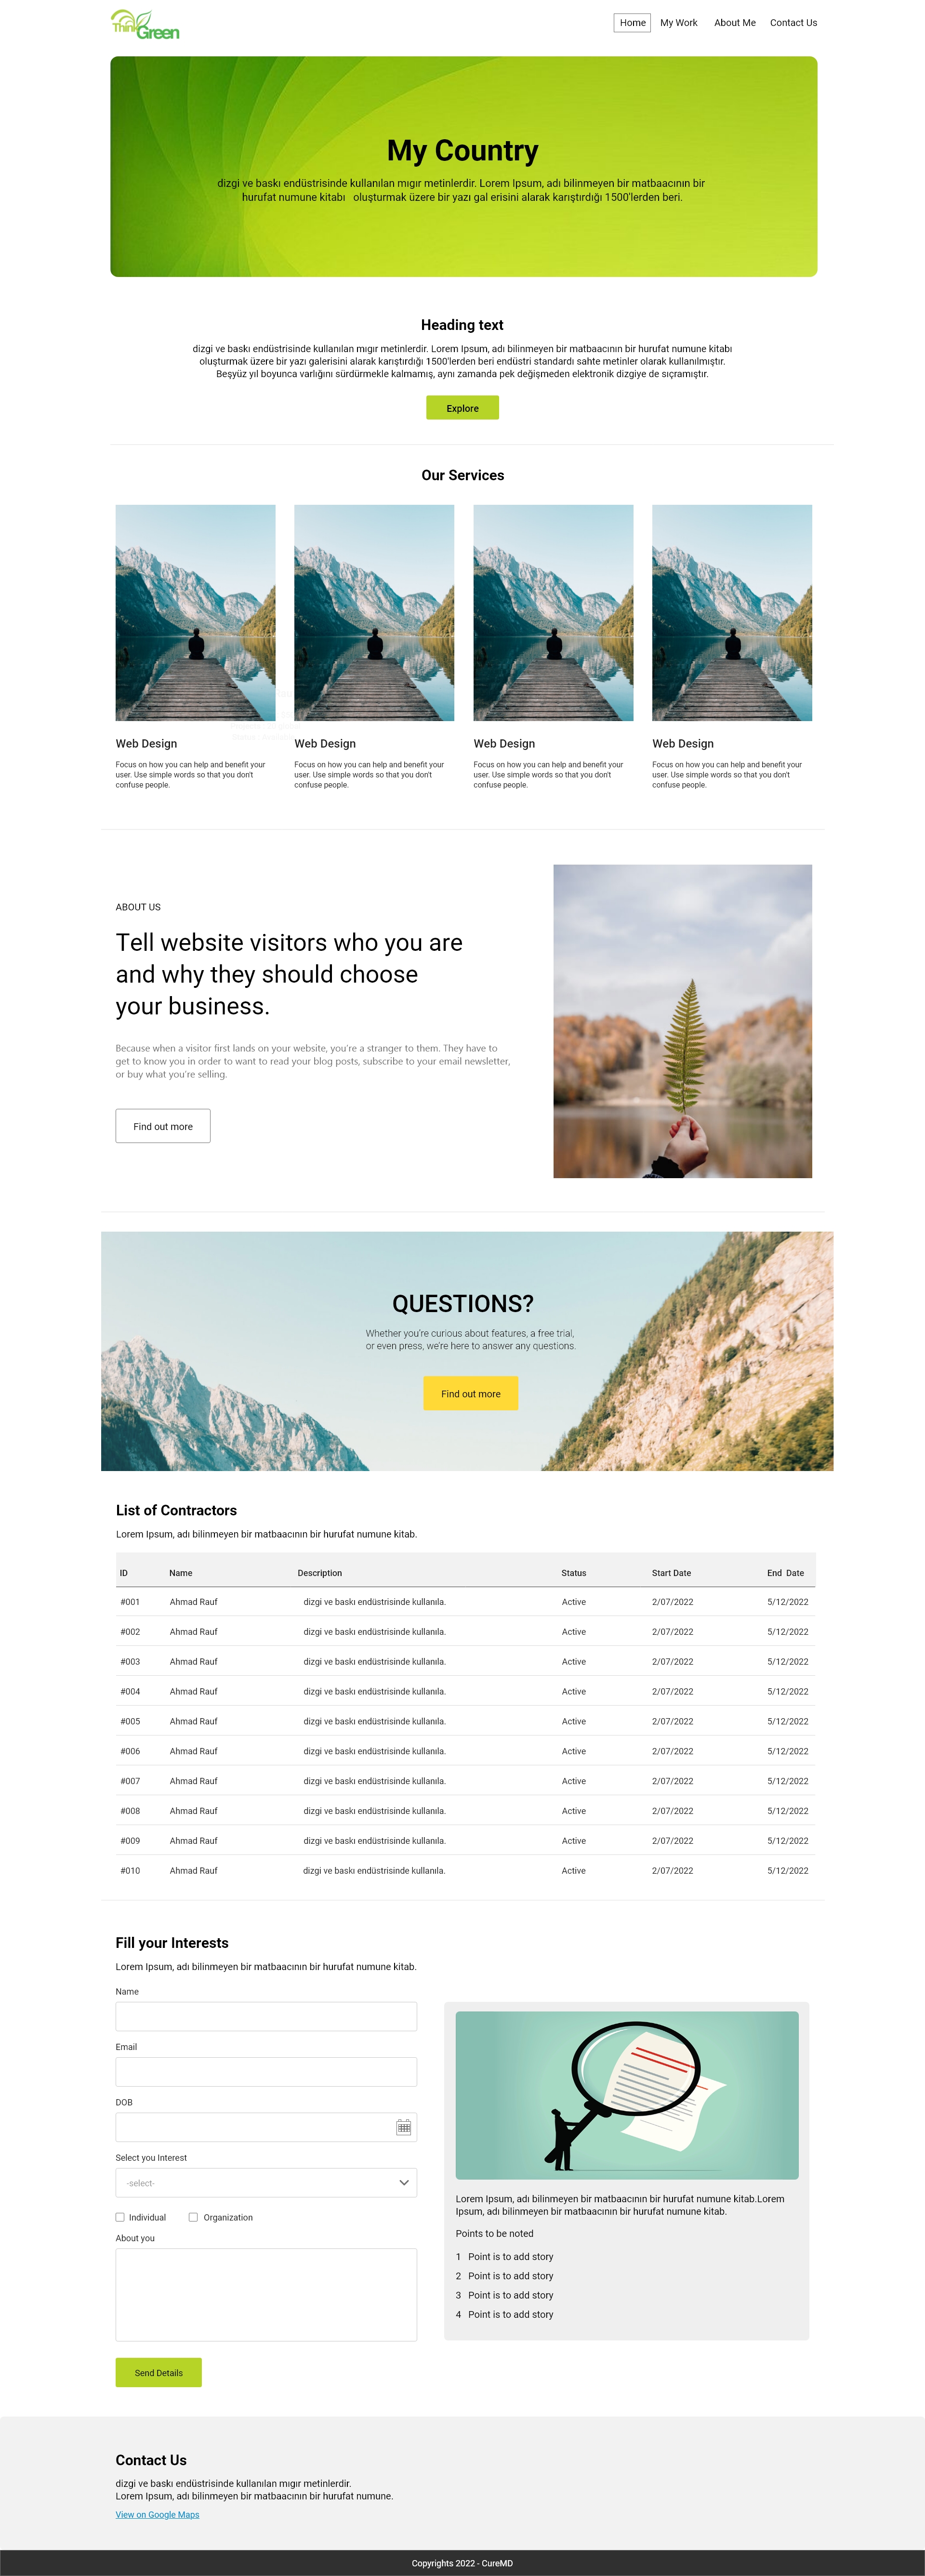 Think
Green
Home My Work About Me Contact Us
My Country
dizgi ve baskı endüstrisinde kullanılan mıgır metinlerdir. Lorem Ipsum, adı bilinmeyen bir matbaacının bir
hurufat numune kitabı oluşturmak üzere bir yazı gal erisini alarak karıştırdığı 1500'lerden beri.
Heading text
dizgi ve baskı endüstrisinde kullanılan mıgır metinlerdir. Lorem Ipsum, adı bilinmeyen bir matbaacının bir hurufat numune kitabı
oluşturmak üzere bir yazı galerisini alarak karıştırdığı 1500'lerden beri endüstri standardı sahte metinler olarak kullanılmıştır.
Beşyüz yıl boyunca varlığını sürdürmekle kalmamış, aynı zamanda pek değişmeden elektronik dizgiye de sıçramıştır.
Explore
Our Services
Web Design
Focus on how you can help and benefit your
user. Use simple words so that you don't
confuse people.
Web Design
Focus on how you can help and benefit your
user. Use simple words so that you don't
confuse people.
Web Design
Focus on how you can help and benefit your
user. Use simple words so that you don't
confuse people.
Web Design
Focus on how you can help and benefit your
user. Use simple words so that you don't
confuse people.
ABOUT US
Tell website visitors who you are
and why they should choose
your business.
Because when a visitor first lands on your website, you're a stranger to them. They have to
get to know you in order to want to read your blog posts, subscribe to your email newsletter,
or buy what you're selling.
Find out more
QUESTIONS?
Whether you're curious about features, a free trial,
or even press, we're here to answer any questions.
Find out more
List of Contractors
Lorem Ipsum, adı bilinmeyen bir matbaacının bir hurufat numune kitab.
ID Name Description Status Start Date End Date
#001 Ahmad Rauf dizgi ve baskı endüstrisinde kullanıla. Active 2/07/2022 5/12/2022
#002 Ahmad Rauf dizgi ve baskı endüstrisinde kullanıla. Active 2/07/2022 5/12/2022
#003 Ahmad Rauf dizgi ve baskı endüstrisinde kullanıla. Active 2/07/2022 5/12/2022
#004 Ahmad Rauf dizgi ve baskı endüstrisinde kullanıla. Active 2/07/2022 5/12/2022
#005 Ahmad Rauf dizgi ve baskı endüstrisinde kullanıla. Active 2/07/2022 5/12/2022
#006 Ahmad Rauf dizgi ve baskı endüstrisinde kullanıla. Active 2/07/2022 5/12/2022
#007 Ahmad Rauf dizgi ve baskı endüstrisinde kullanıla. Active 2/07/2022 5/12/2022
#008 Ahmad Rauf dizgi ve baskı endüstrisinde kullanıla. Active 2/07/2022 5/12/2022
#009 Ahmad Rauf dizgi ve baskı endüstrisinde kullanıla. Active 2/07/2022 5/12/2022
#010 Ahmad Rauf dizgi ve baskı endüstrisinde kullanıla. Active 2/07/2022 5/12/2022
Fill your Interests
Lorem Ipsum, adı bilinmeyen bir matbaacının bir hurufat numune kitab.
Name
Email
DOB
Select you Interest
-select-
Individual Organization
About you
Send Details
Lorem Ipsum, adı bilinmeyen bir matbaacının bir hurufat numune kitab.Lorem
Ipsum, adı bilinmeyen bir matbaacının bir hurufat numune kitab.
Points to be noted
1 Point is to add story
2 Point is to add story
3 Point is to add story
4 Point is to add story
Contact Us
dizgi ve baskı endüstrisinde kullanılan mıgır metinlerdir.
Lorem Ipsum, adı bilinmeyen bir matbaacının bir hurufat numune.
View on Google Maps
Copyrights 2022 - CureMD